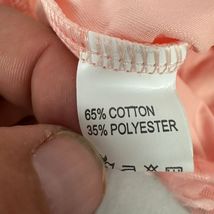 65% COTTON
35% POLYESTER